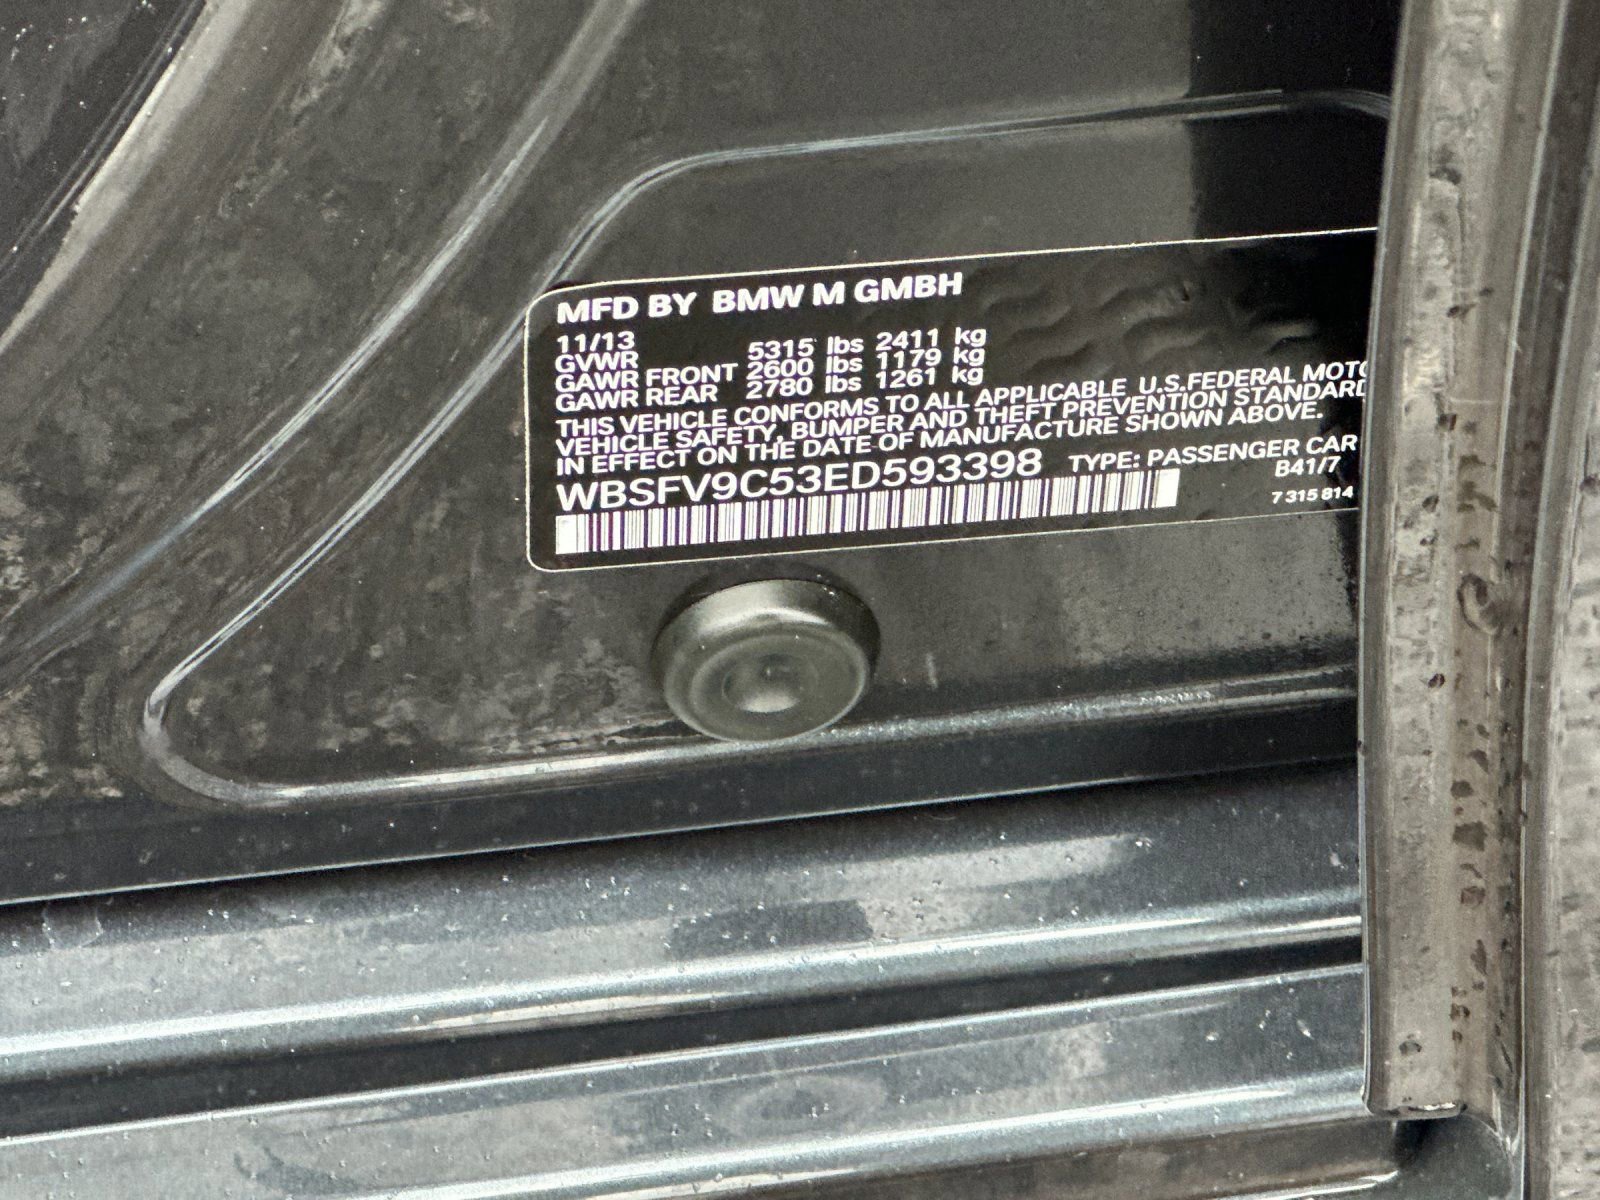 MFD BY BMW M GMBH
11/13
GVWR 5315 lbs 2411 kg
GAWR FRONT 2600 lbs 1179 kg
GAWR REAR 2780 lbs 1261 kg
THIS VEHICLE CONFORMS TO ALL APPLICABLE U.S.FEDERAL MOTO
VEHICLE SAFETY, BUMPER AND THEFT PREVENTION STANDARD
IN EFFECT ON THE DATE OF MANUFACTURE SHOWN ABOVE.
WBSFV9C53ED593398 TYPE: PASSENGER CAR
B41/7
7 315 814